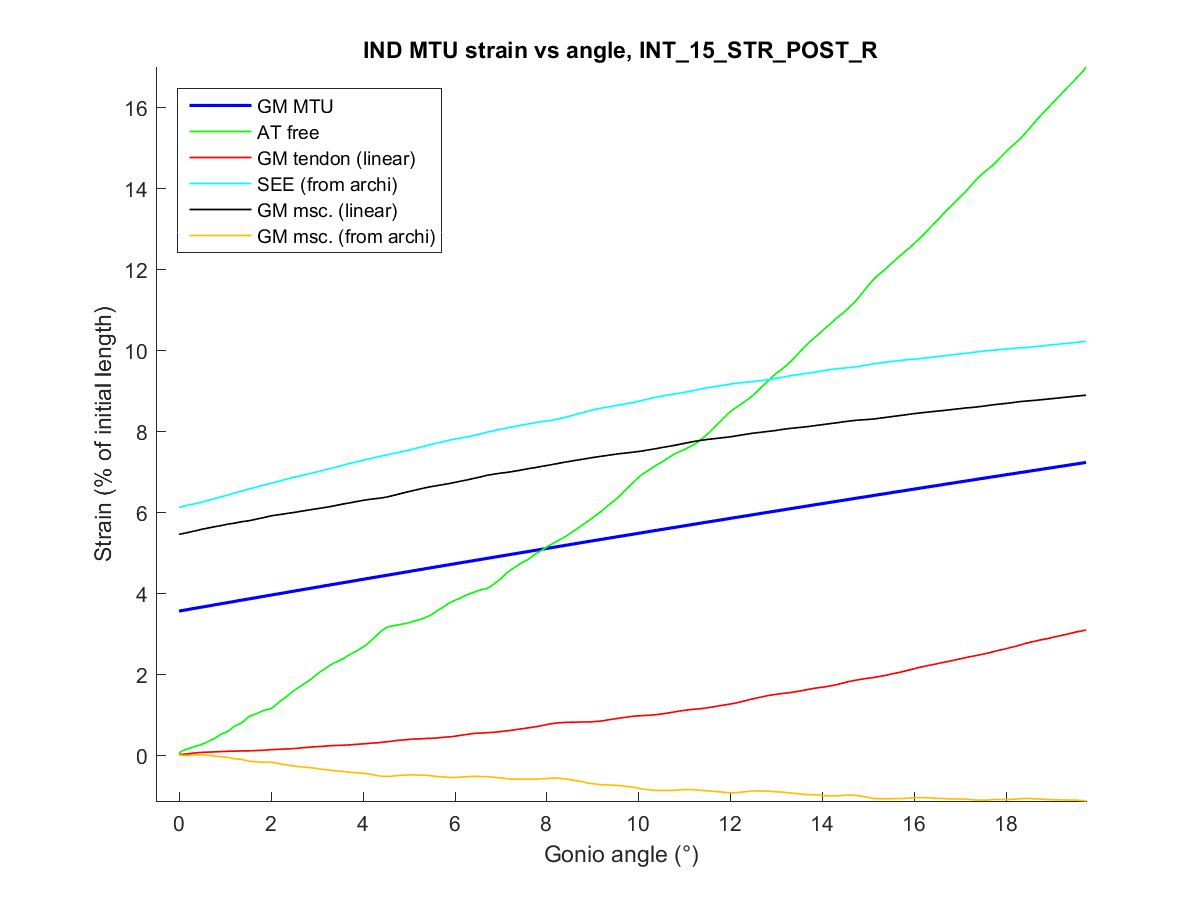 IND MTU strain vs angle, INT_15_STR_POST_R
GM MTU
AT free
GM tendon (linear)
SEE (from archi)
GM msc. (linear)
GM msc. (from archi)
Strain (% of initial length)
16
14
12
10
8
6
4
2
0
0 2 4 6 8 10 12 14 16 18
Gonio angle (°)